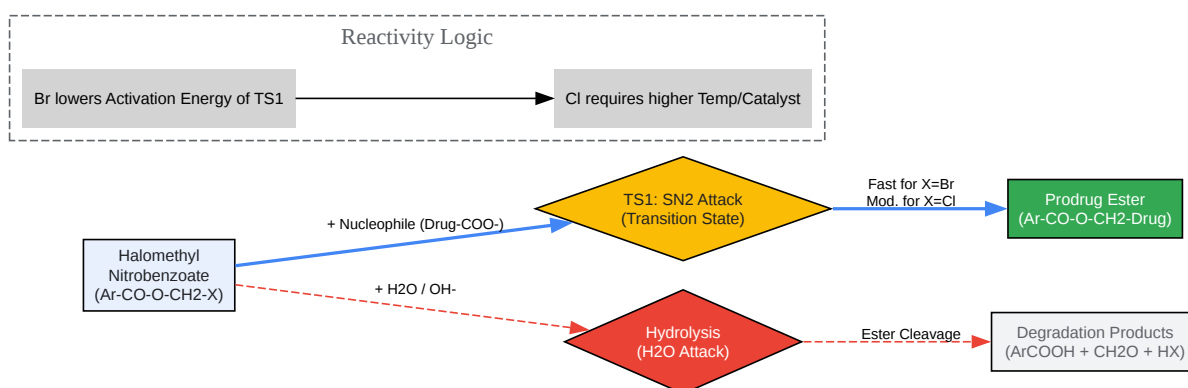 Reactivity Logic
Br lowers Activation Energy of TS1
Cl requires higher Temp/Catalyst
TS1: SN2 Attack
(Transition State)
Fast for X=Br
Mod. for X=Cl
Prodrug Ester
(Ar-CO-O-CH2-Drug)
+ Nucleophile (Drug-COO-)
Halomethyl
Nitrobenzoate
(Ar-CO-O-CH2-X)
+ H2O / OH-
Hydrolysis
(H2O Attack)
Ester Cleavage
Degradation Products
(ArCOOH + CH2O + HX)